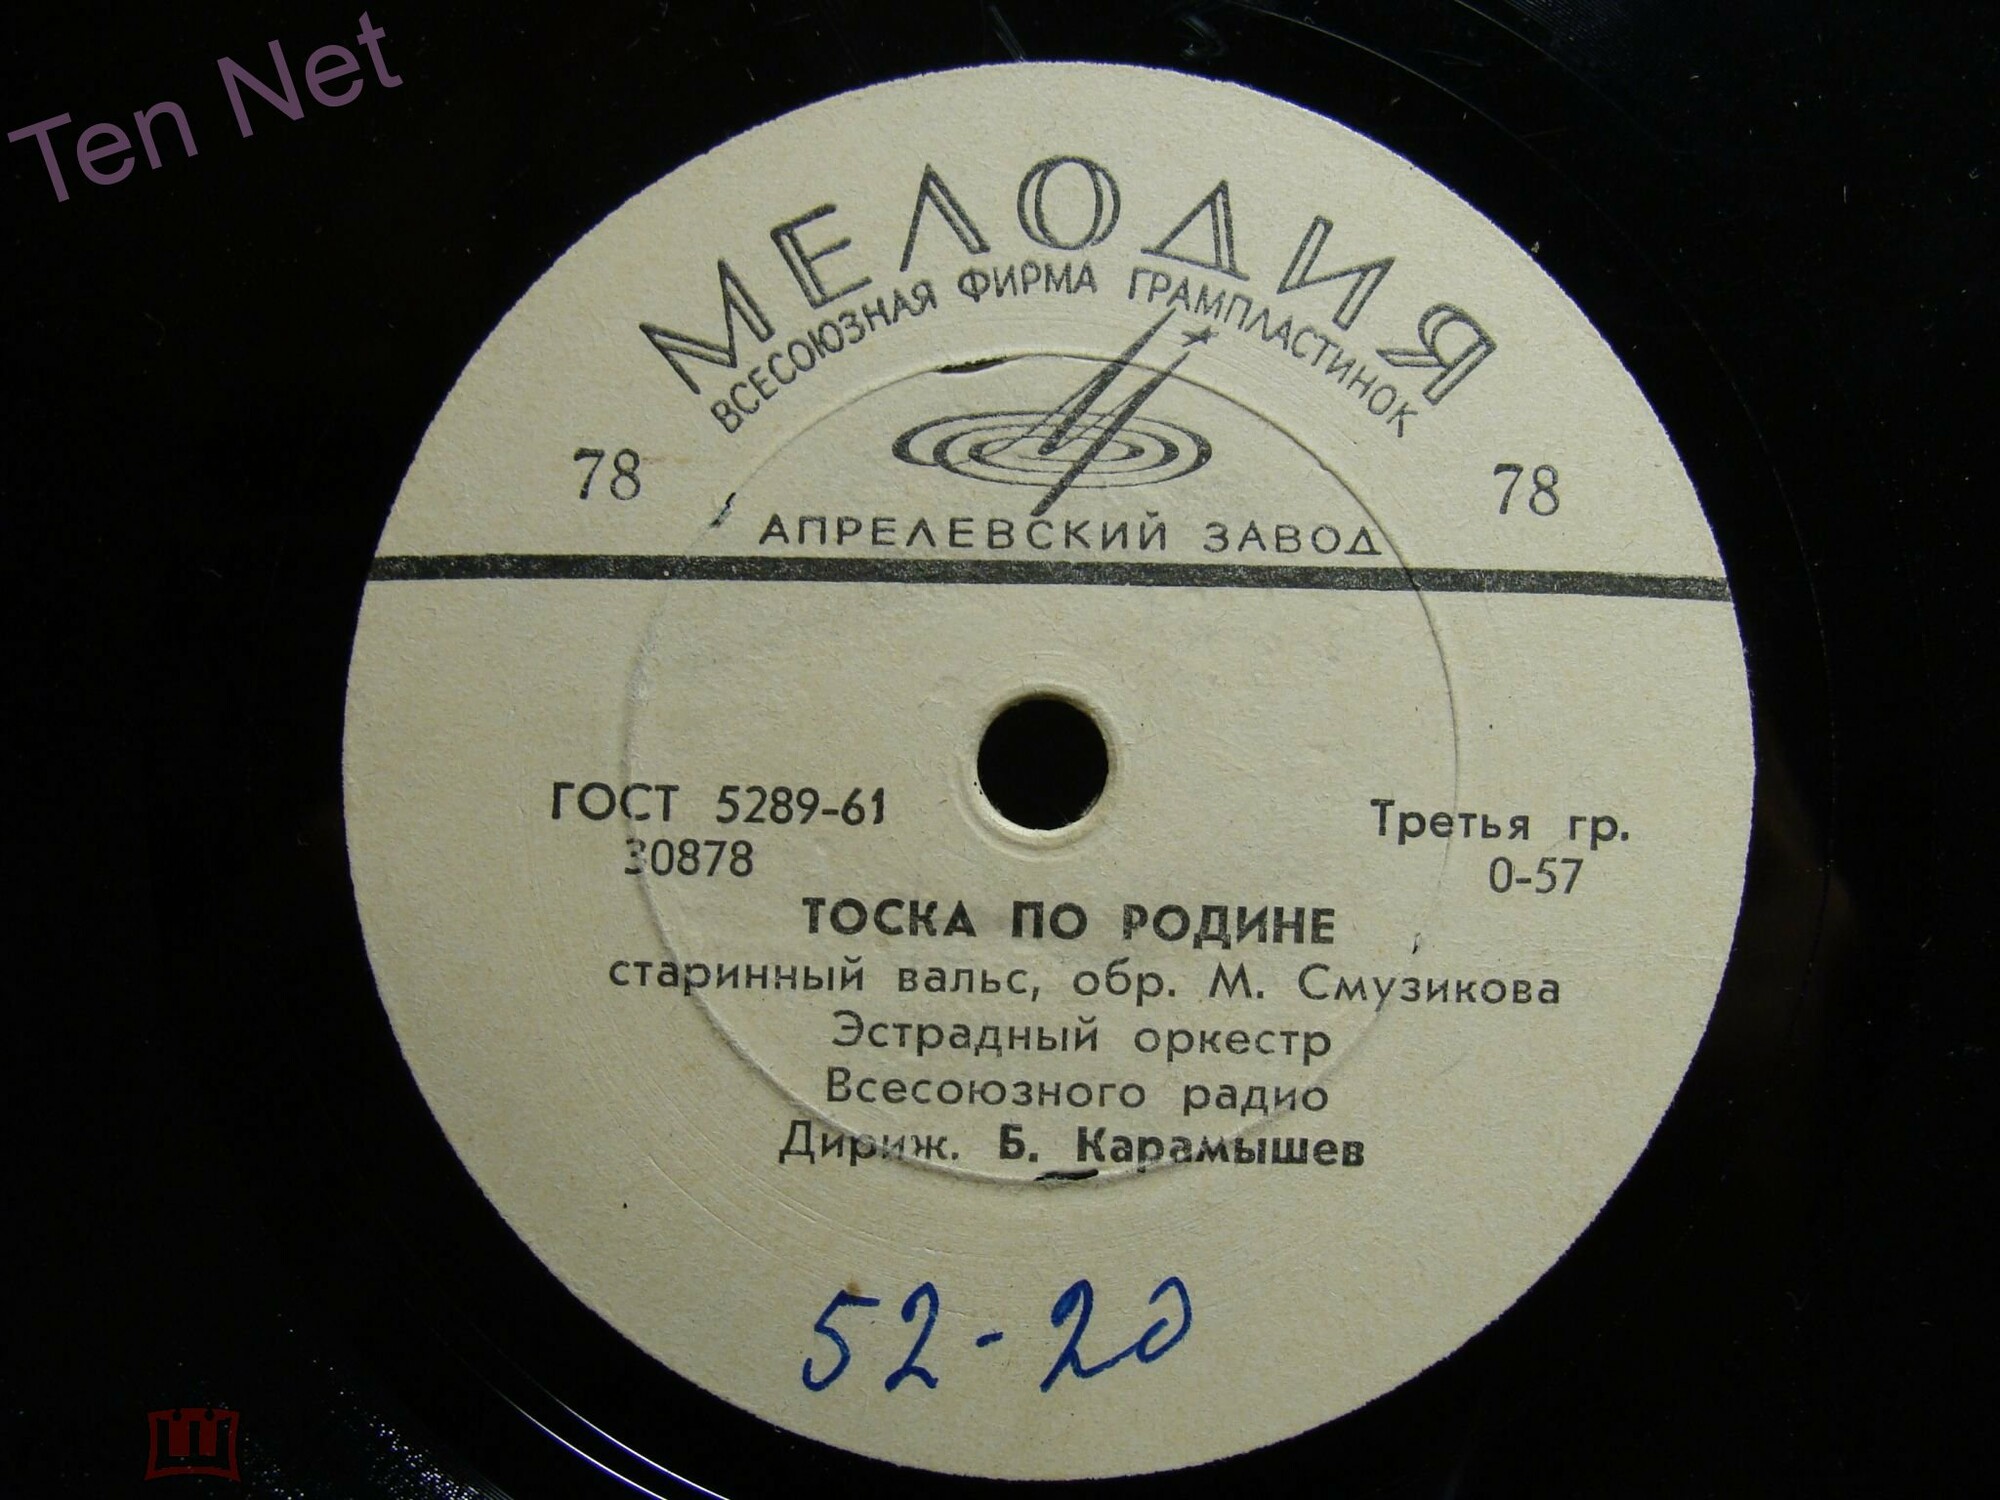 Ten Net
МЕЛОДИЯ
ВСЕСОЮЗНАЯ ФИРМА ГРАМПЛАСТИНОК
78 78
АПРЕЛЕВСКИЙ ЗАВОД
ГОСТ 5289-61 Третья гр.
30878 0-57
ТОСКА ПО РОДИНЕ
старинный вальс, обр. М. Смузикова
Эстрадный оркестр
Всесоюзного радио
Дириж. Б. Карамышев
52-20